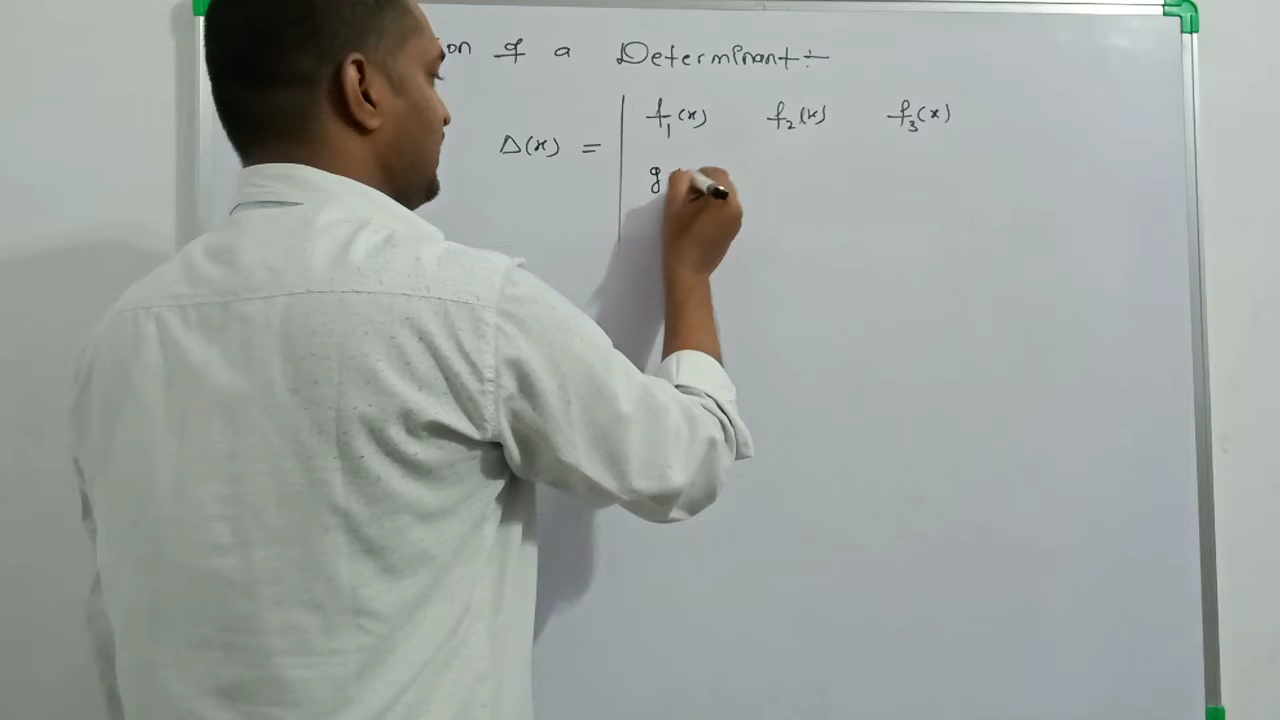 on of a Determinant :-
Δ(x) = | f₁(x) f₂(x) f₃(x)
g